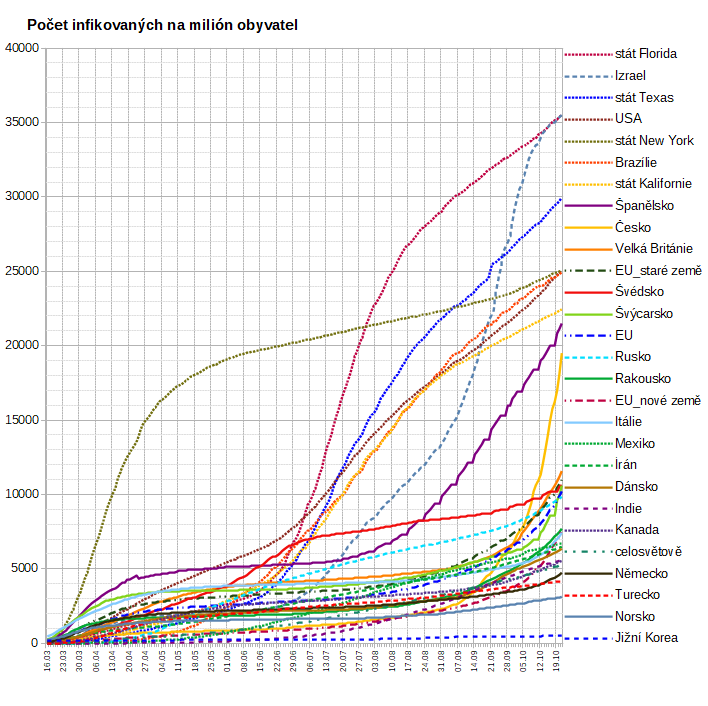 Počet infikovaných na milión obyvatel
40000
35000
30000
25000
20000
15000
10000
5000
0
16.03
23.03
30.03
06.04
13.04
20.04
27.04
04.05
11.05
18.05
25.05
01.06
08.06
15.06
22.06
29.06
06.07
13.07
20.07
27.07
03.08
10.08
17.08
24.08
31.08
07.09
14.09
21.09
28.09
05.10
12.10
19.10
stát Florida
Izrael
stát Texas
USA
stát New York
Brazílie
stát Kalifornie
Španělsko
Česko
Velká Británie
EU_staré země
Švédsko
Švýcarsko
EU
Rusko
Rakousko
EU_nové země
Itálie
Mexiko
Írán
Dánsko
Indie
Kanada
celosvětově
Německo
Turecko
Norsko
Jižní Korea